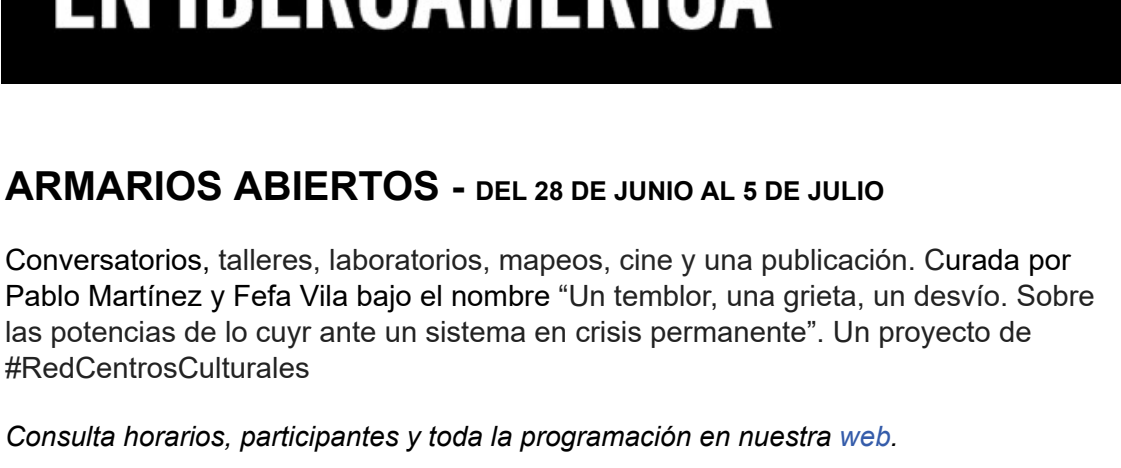 EN IBEROAMÉRICA
ARMARIOS ABIERTOS - DEL 28 DE JUNIO AL 5 DE JULIO
Conversatorios, talleres, laboratorios, mapeos, cine y una publicación. Curada por
Pablo Martínez y Fefa Vila bajo el nombre “Un temblor, una grieta, un desvío. Sobre
las potencias de lo cuyr ante un sistema en crisis permanente”. Un proyecto de
#RedCentrosCulturales
Consulta horarios, participantes y toda la programación en nuestra web.